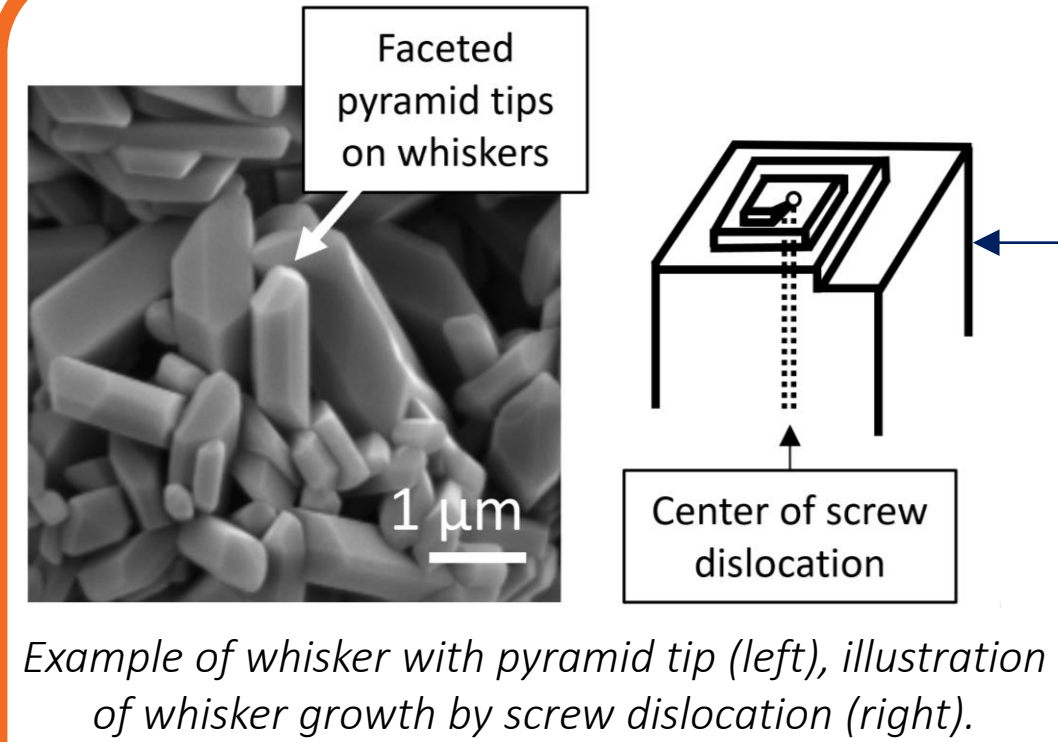 Faceted
pyramid tips
on whiskers
1 μm
Center of screw
dislocation
Example of whisker with pyramid tip (left), illustration
of whisker growth by screw dislocation (right).